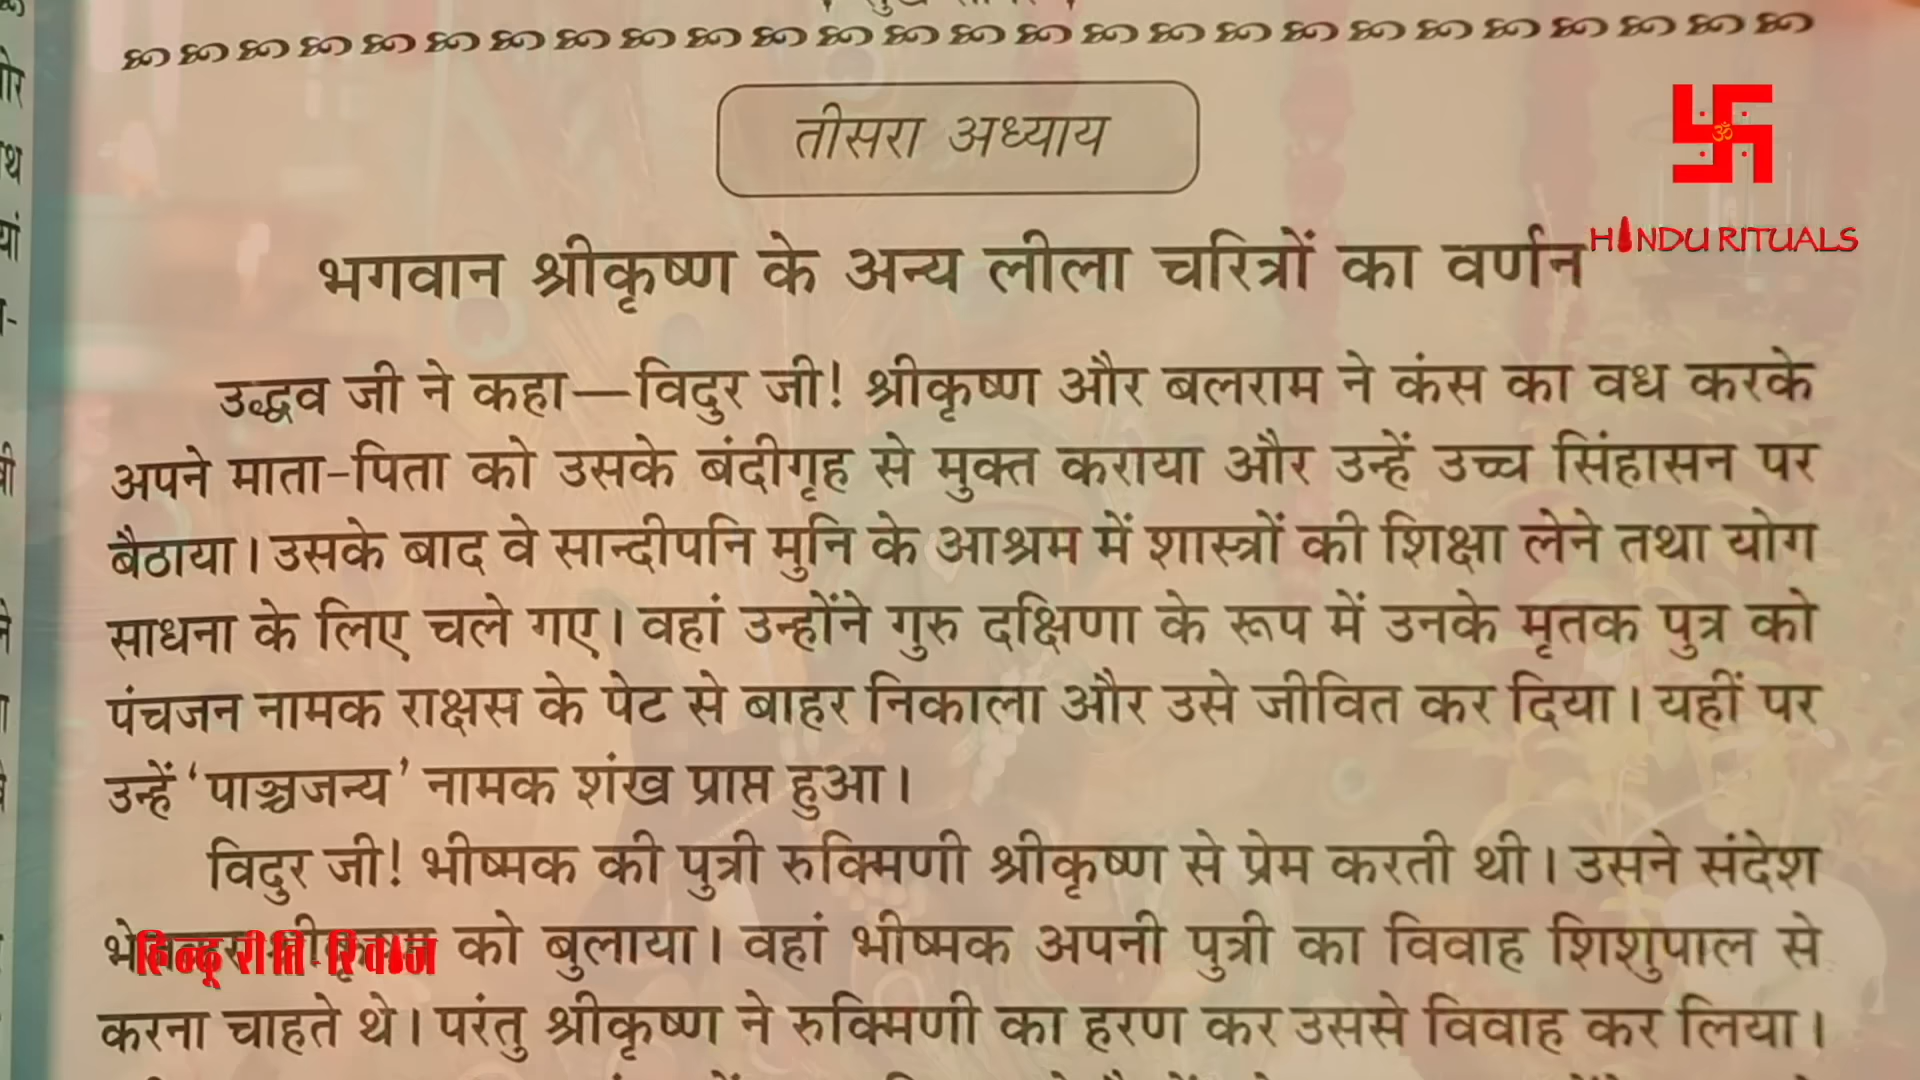 तीसरा अध्याय
HINDU RITUALS
भगवान श्रीकृष्ण के अन्य लीला चरित्रों का वर्णन
उद्धव जी ने कहा—विदुर जी! श्रीकृष्ण और बलराम ने कंस का वध करके
अपने माता-पिता को उसके बंदीगृह से मुक्त कराया और उन्हें उच्च सिंहासन पर
बैठाया। उसके बाद वे सान्दीपनि मुनि के आश्रम में शास्त्रों की शिक्षा लेने तथा योग
साधना के लिए चले गए। वहां उन्होंने गुरु दक्षिणा के रूप में उनके मृतक पुत्र को
पंचजन नामक राक्षस के पेट से बाहर निकाला और उसे जीवित कर दिया। यहीं पर
उन्हें ‘पाञ्चजन्य’ नामक शंख प्राप्त हुआ।
विदुर जी! भीष्मक की पुत्री रुक्मिणी श्रीकृष्ण से प्रेम करती थी। उसने संदेश
को बुलाया। वहां भीष्मक अपनी पुत्री का विवाह शिशुपाल से
हिन्दू रीति-रिवाज
करना चाहते थे। परंतु श्रीकृष्ण ने रुक्मिणी का हरण कर उससे विवाह कर लिया।